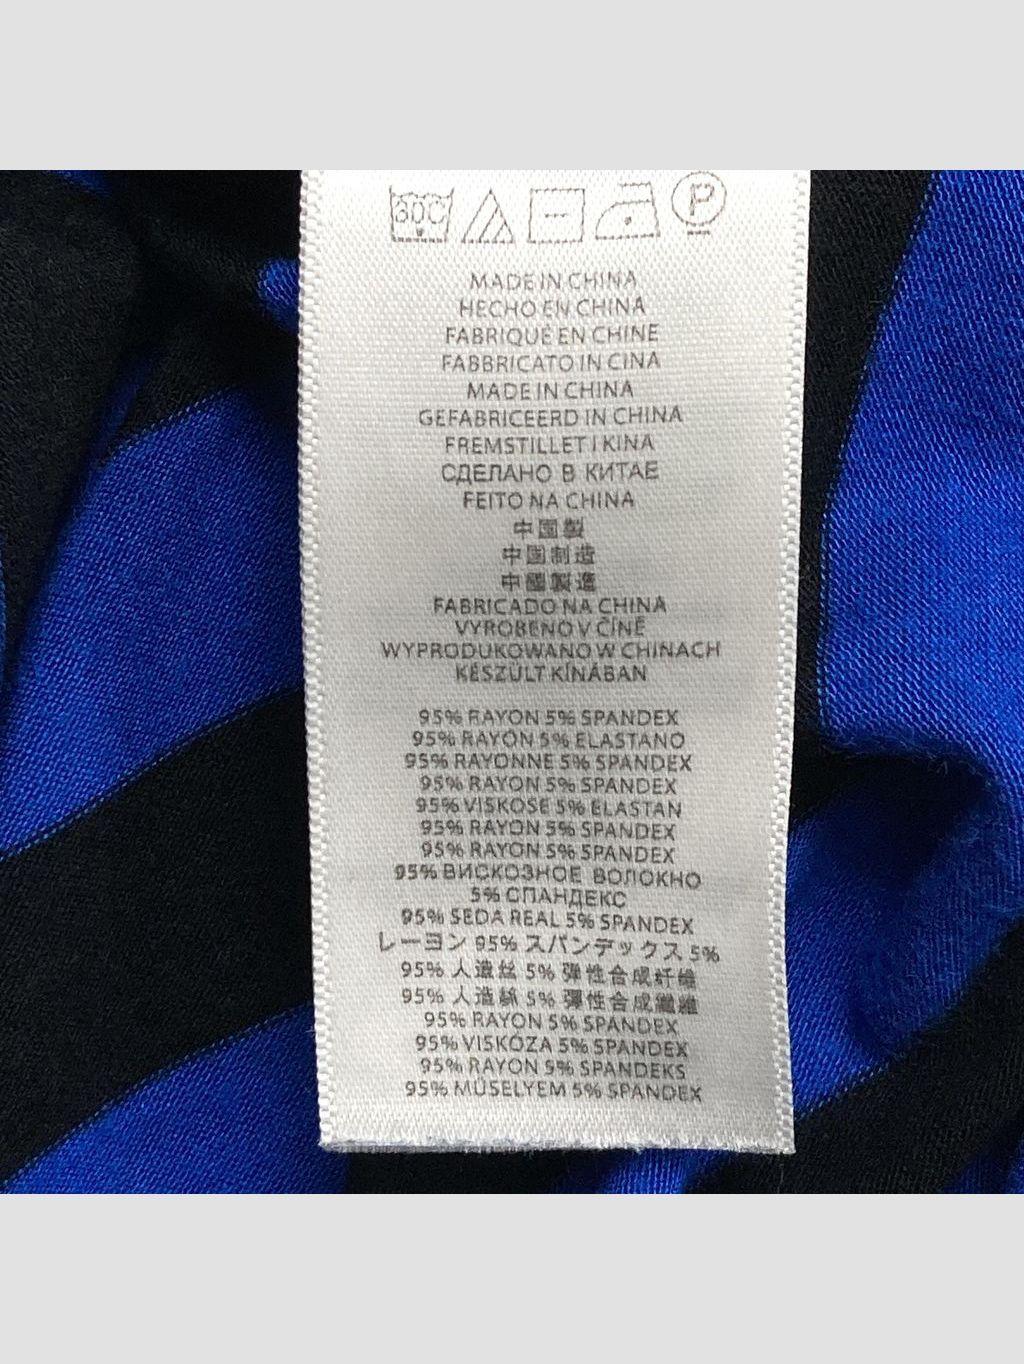 30C
P
MADE IN CHINA
HECHO EN CHINA
FABRIQUÉ EN CHINE
FABBRICATO IN CINA
MADE IN CHINA
GEFABRICEERD IN CHINA
FREMSTILLET I KINA
СДЕЛАНО В КИТАЕ
FEITO NA CHINA
中国製
中国制造
中國製造
FABRICADO NA CHINA
VYROBENO V ČÍNĚ
WYPRODUKOWANO W CHINACH
KÉSZÜLT KÍNÁBAN
95% RAYON 5% SPANDEX
95% RAYON 5% ELASTANO
95% RAYONNE 5% SPANDEX
95% RAYON 5% SPANDEX
95% VISKOSE 5% ELASTAN
95% RAYON 5% SPANDEX
95% RAYON 5% SPANDEX
95% ВИСКОЗНОЕ ВОЛОКНО
5% СПАНДЕКС
95% SEDA REAL 5% SPANDEX
レーヨン 95% スパンデックス 5%
95% 人造丝 5% 弹性合成纤维
95% 人造絲 5% 彈性合成纖維
95% RAYON 5% SPANDEX
95% VISKÓZA 5% SPANDEX
95% RAYON 5% SPANDEKS
95% MŰSELYEM 5% SPANDEX